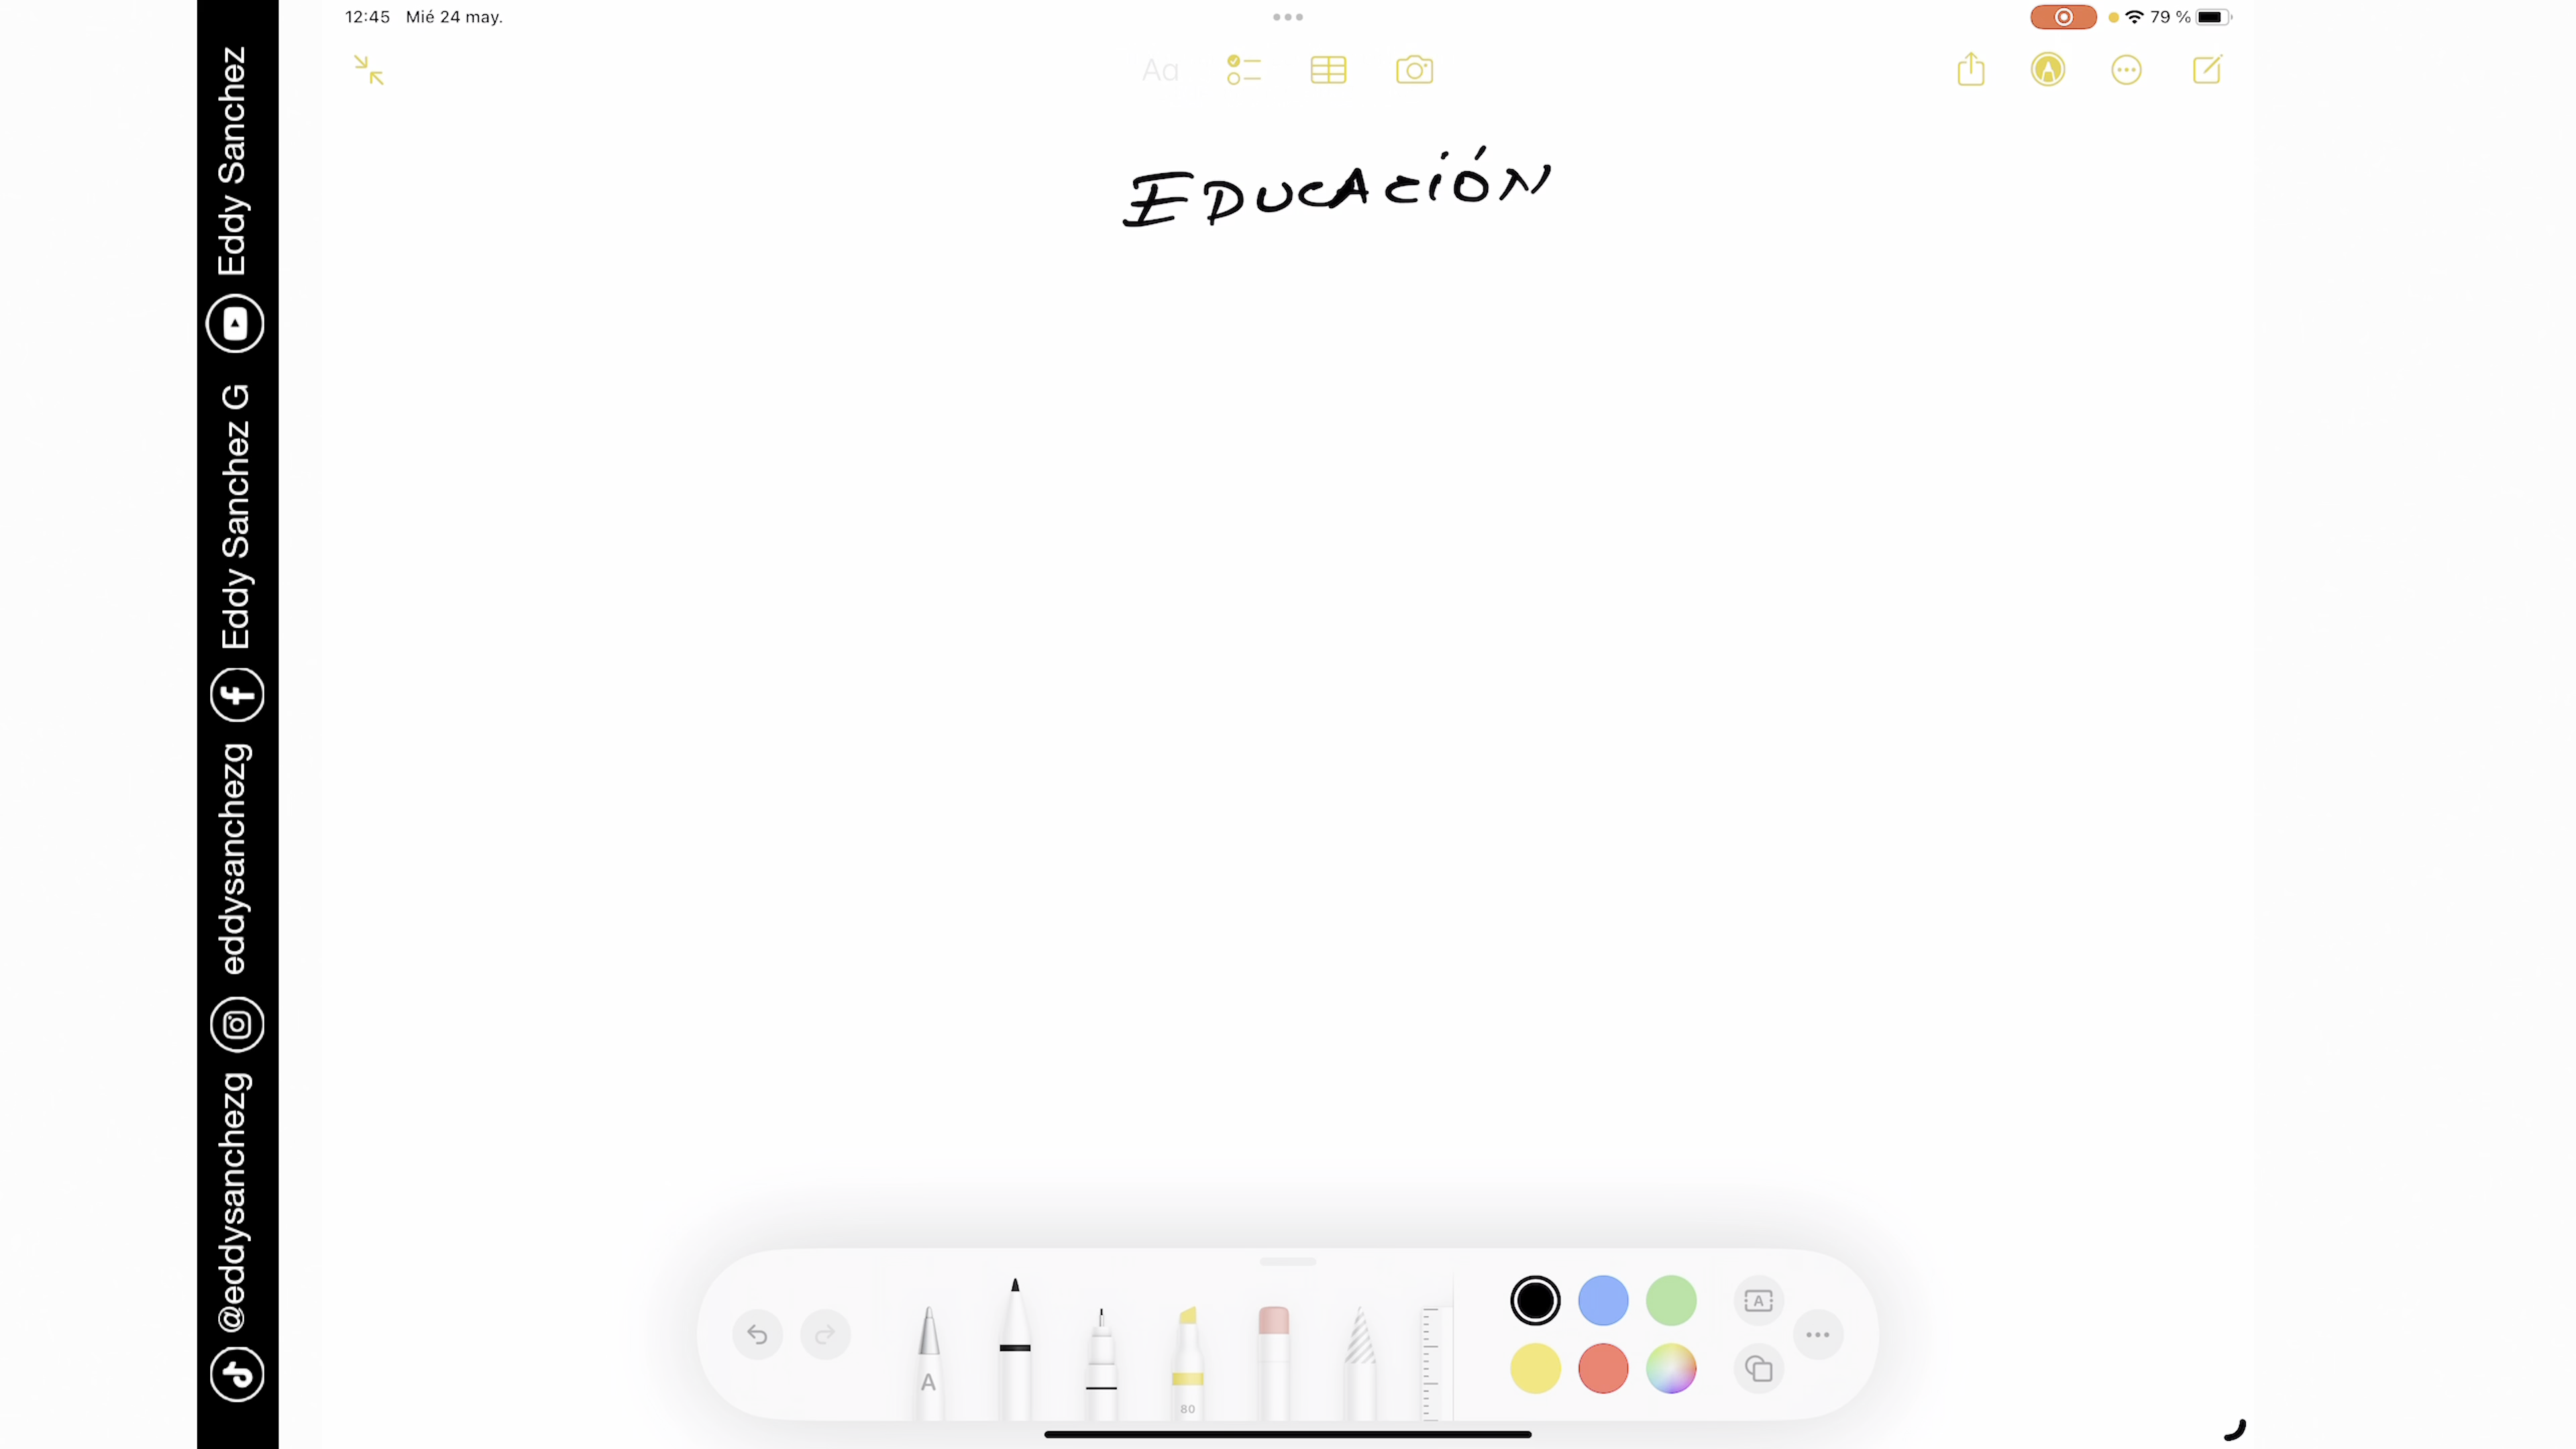 12:45 Mié 24 may.
79 %
Aa
EDUCACIÓN
Eddy Sanchez
Eddy Sanchez G
eddysanchezg
@eddysanchezg
A
80
A